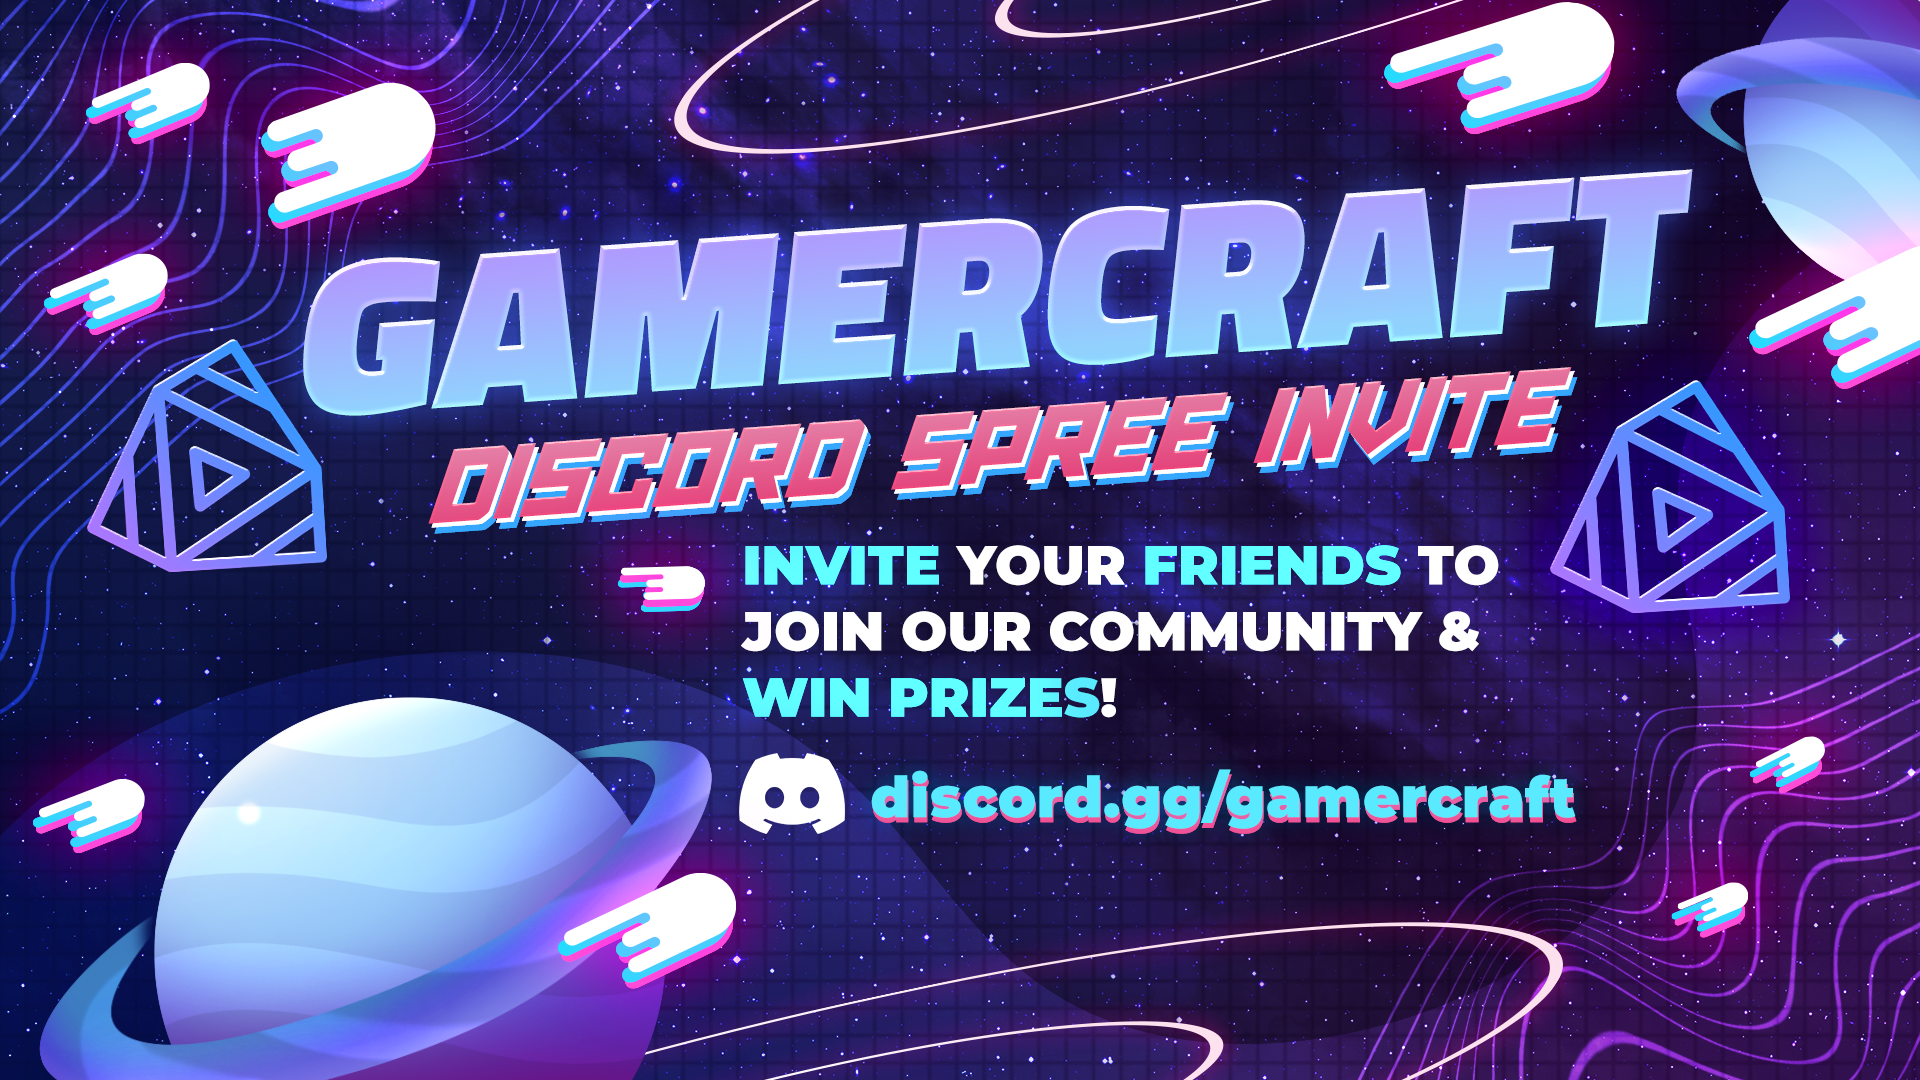 GAMERCRAFT
DISCORD SPREE INVITE
INVITE YOUR FRIENDS TO
JOIN OUR COMMUNITY &
WIN PRIZES!
discord.gg/gamercraft